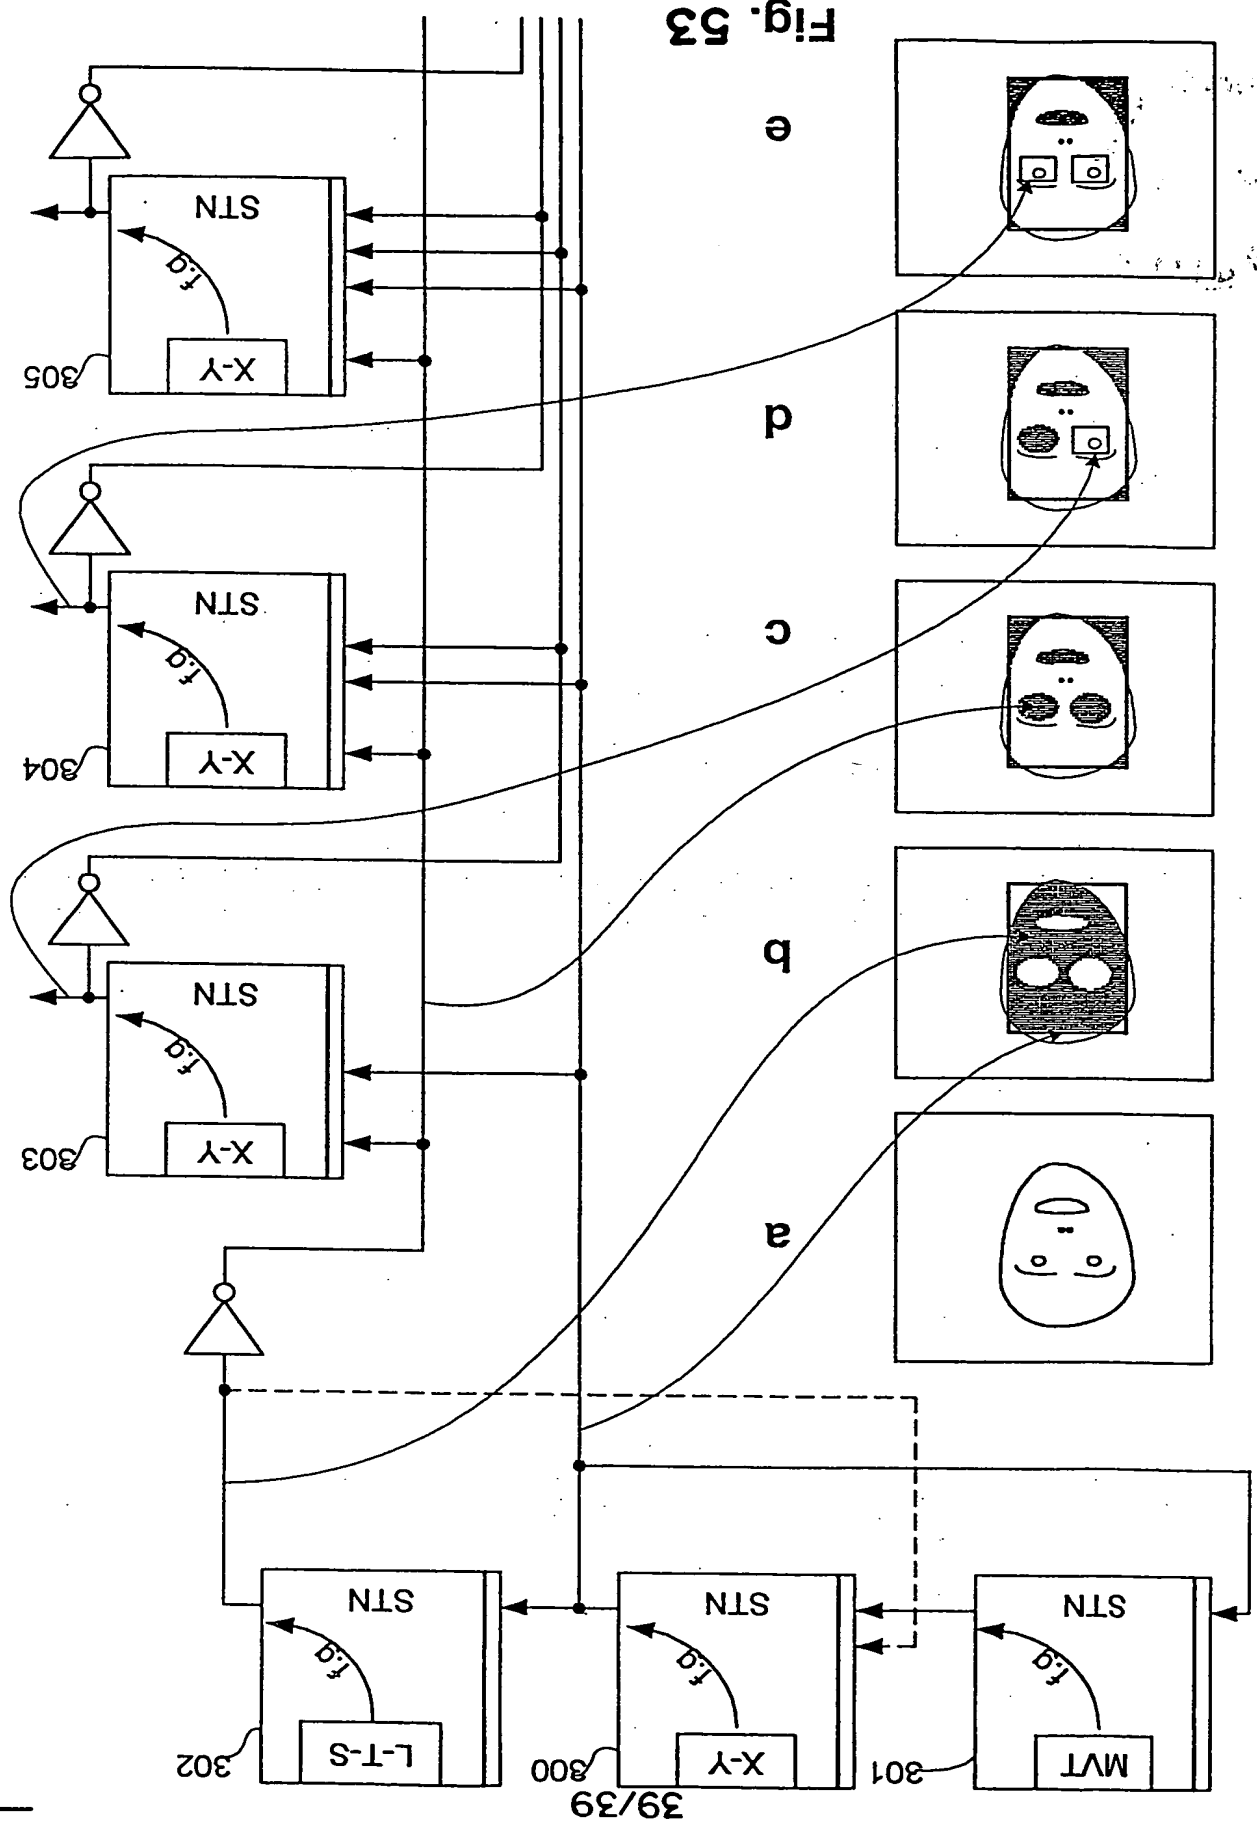 39/39
MVT
f.g
STN
301
X-Y
f.g
STN
300
L-T-S
f.g
STN
302
a
X-Y
f.g
STN
303
b
X-Y
f.g
STN
304
c
d
X-Y
f.g
STN
305
e
Fig. 53